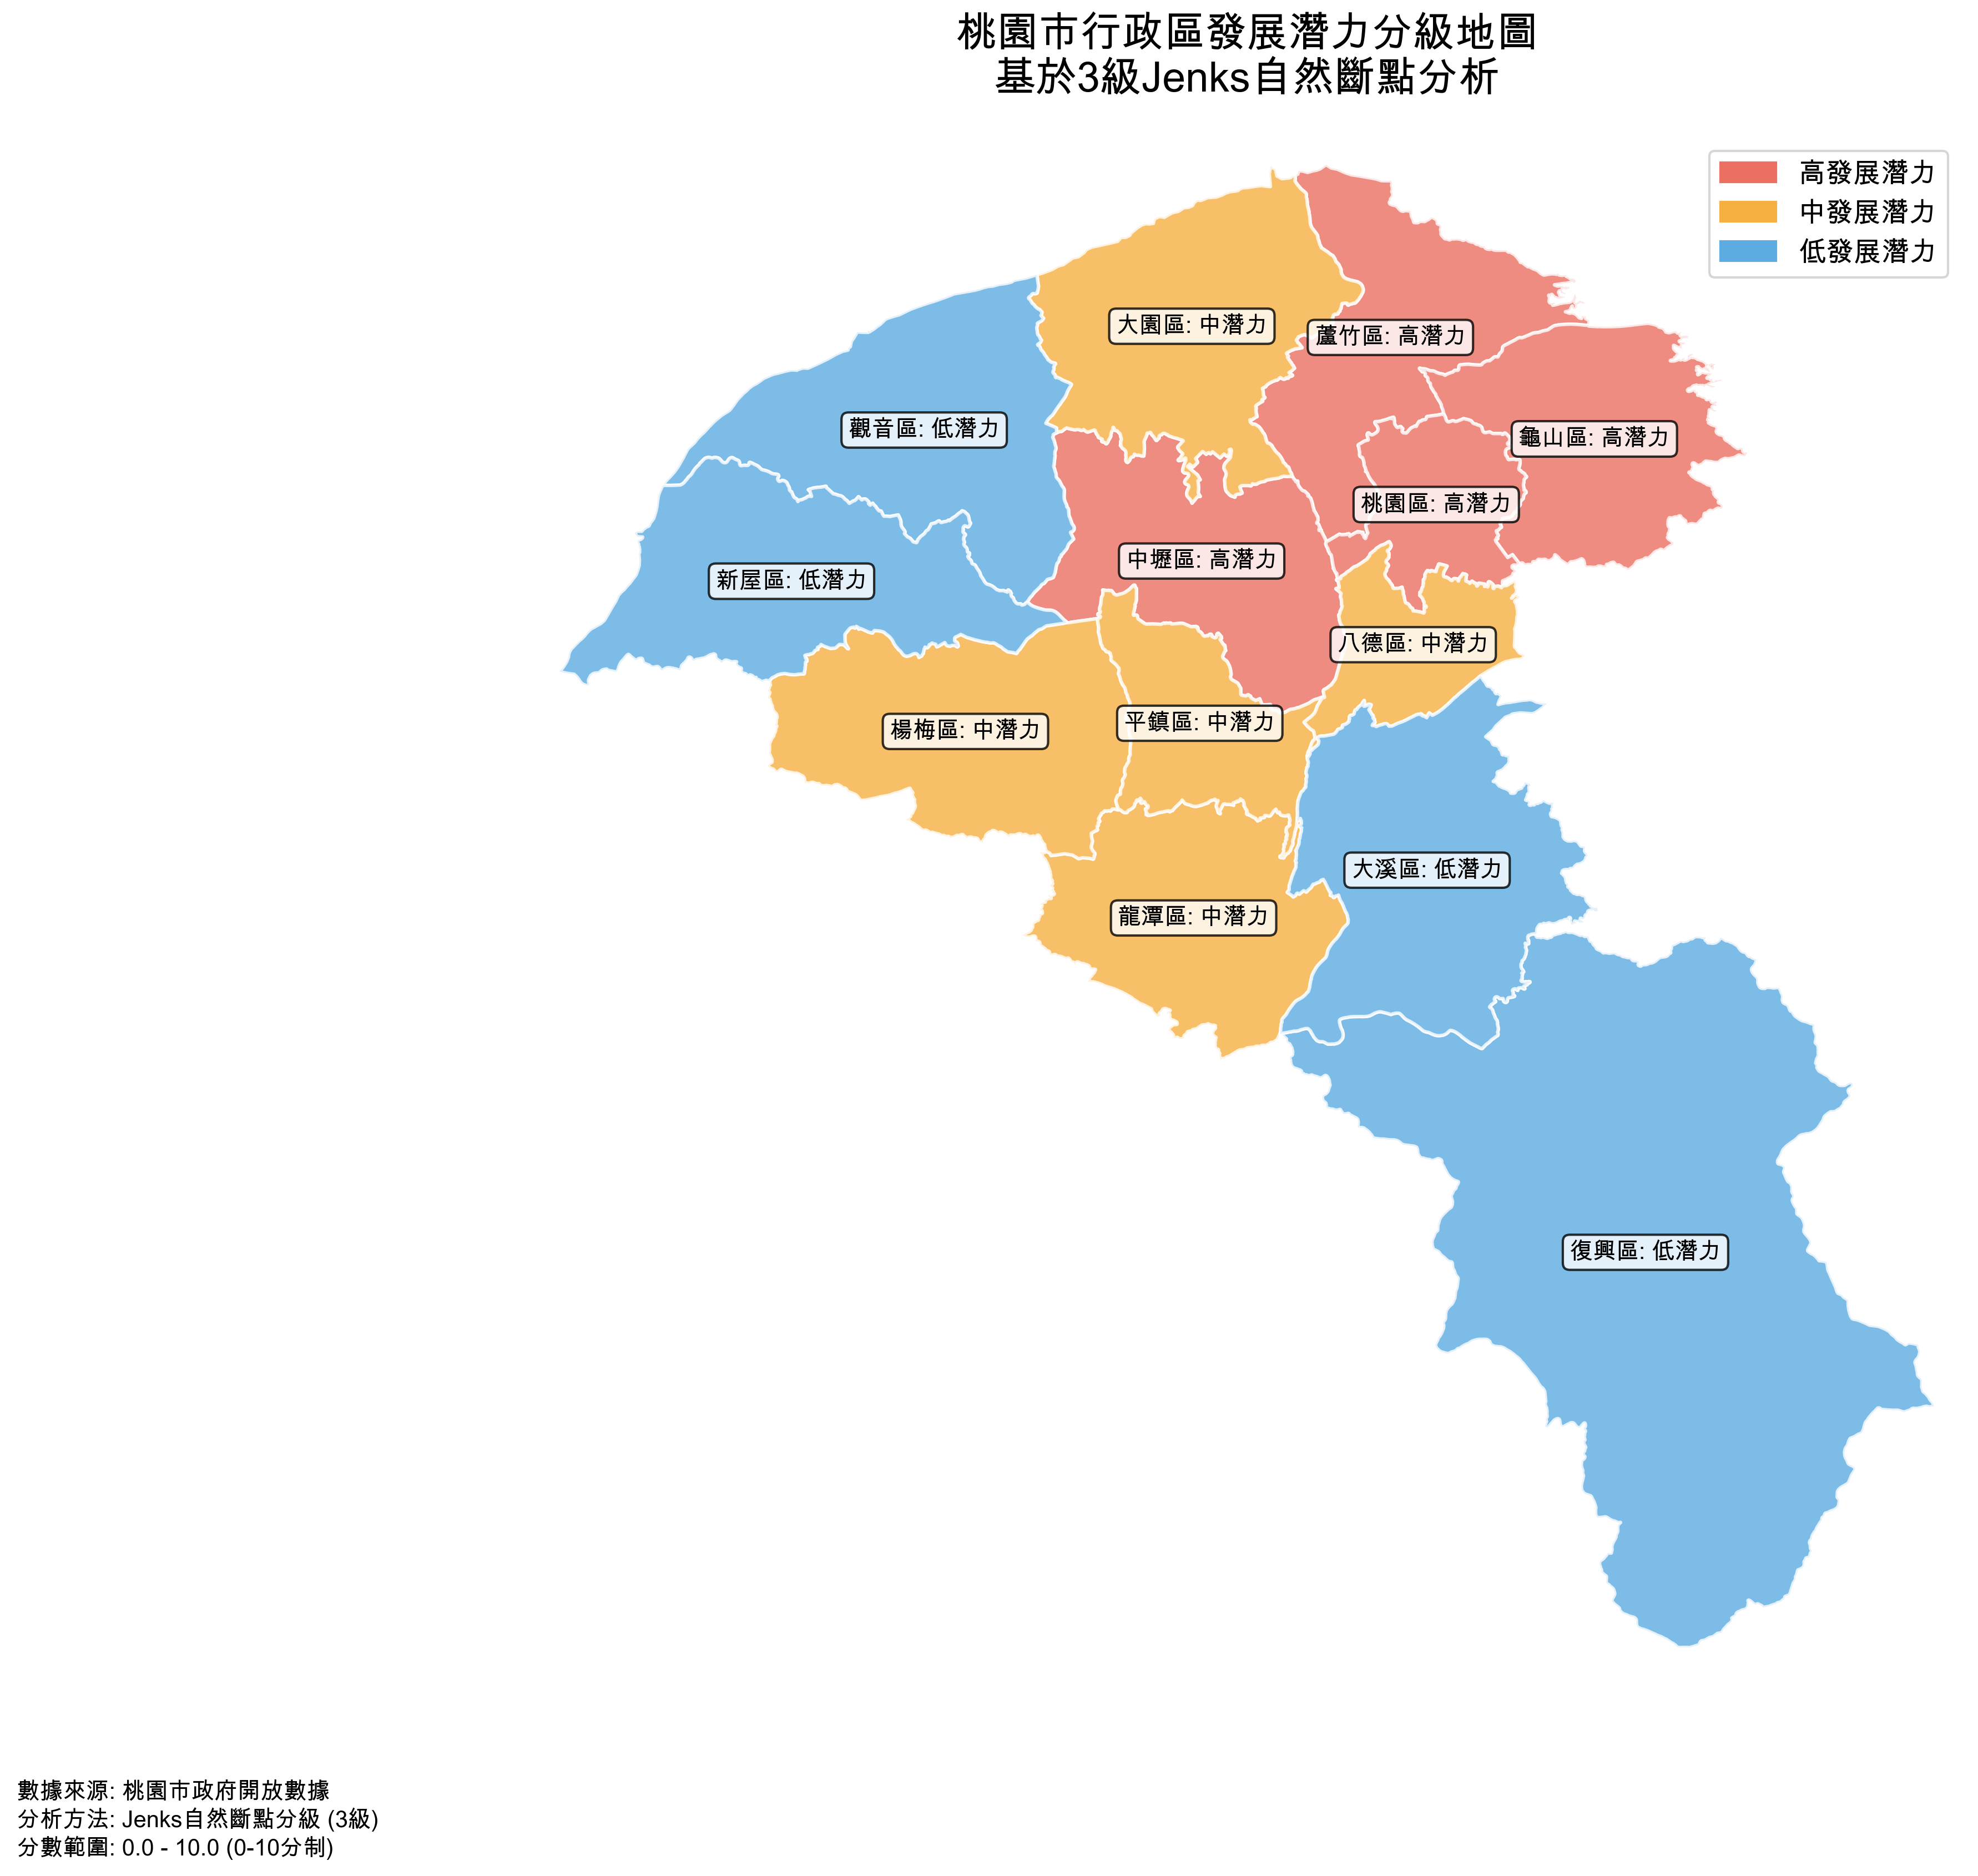 桃園市行政區發展潛力分級地圖
基於3級Jenks自然斷點分析
高發展潛力
中發展潛力
低發展潛力
大園區: 中潛力
蘆竹區: 高潛力
觀音區: 低潛力
龜山區: 高潛力
桃園區: 高潛力
中壢區: 高潛力
新屋區: 低潛力
八德區: 中潛力
平鎮區: 中潛力
楊梅區: 中潛力
大溪區: 低潛力
龍潭區: 中潛力
復興區: 低潛力
數據來源: 桃園市政府開放數據
分析方法: Jenks自然斷點分級 (3級)
分數範圍: 0.0 - 10.0 (0-10分制)